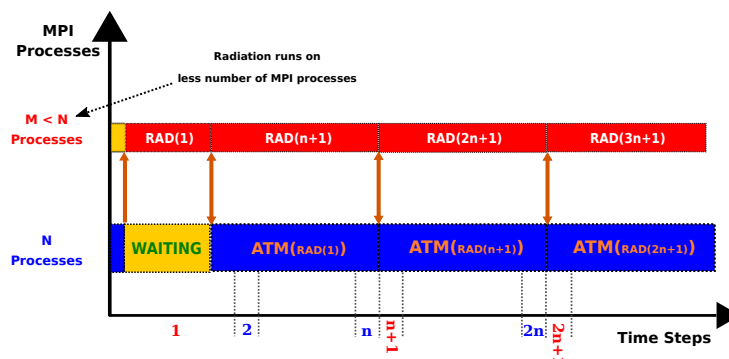 MPI
Processes
Radiation runs on
less number of MPI processes
M < N
Processes
RAD(1)
RAD(n+1)
RAD(2n+1)
RAD(3n+1)
N
Processes
WAITING
ATM(RAD(1))
ATM(RAD(n+1))
ATM(RAD(2n+1))
1
2
n
n+1
2n
2n+
Time Steps